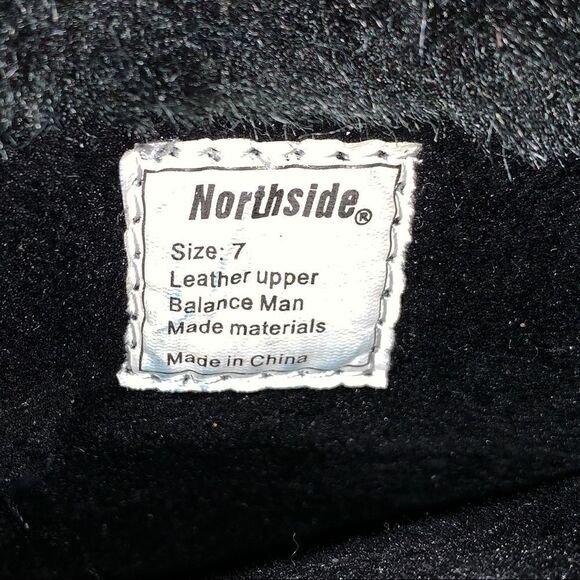 Northside®
Size: 7
Leather upper
Balance Man
Made materials
Made in China